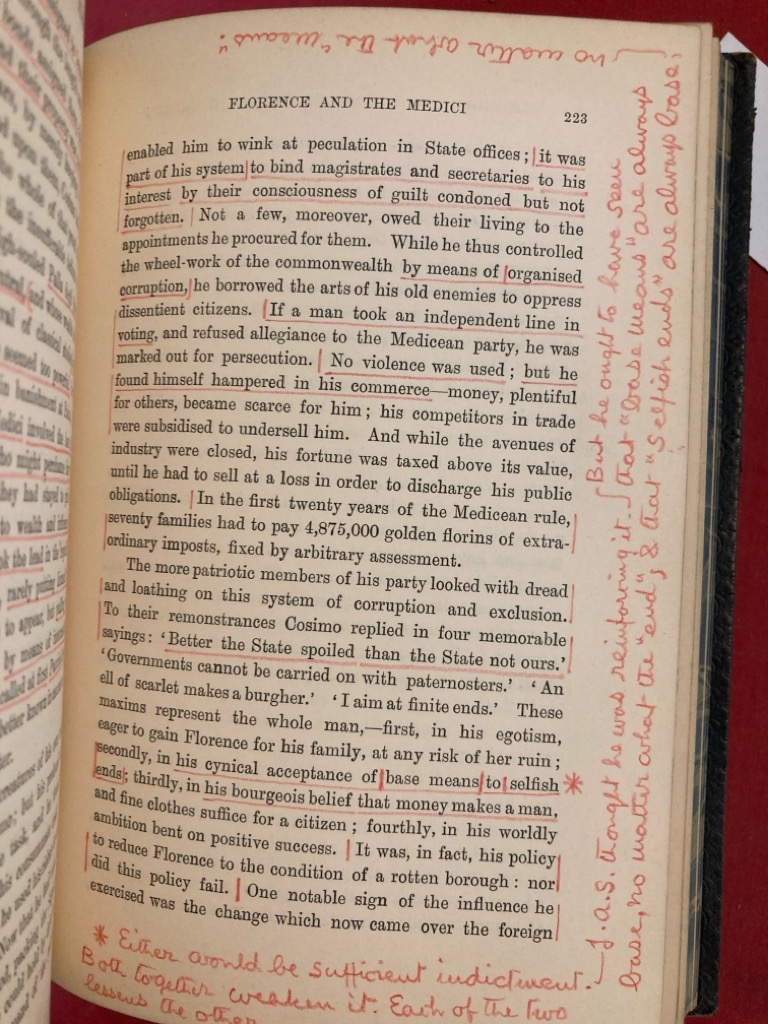 FLORENCE AND THE MEDICI
223
enabled him to wink at peculation in State offices; it was
part of his system to bind magistrates and secretaries to his
interest by their consciousness of guilt condoned but not
forgotten. Not a few, moreover, owed their living to the
appointments he procured for them. While he thus controlled
the wheel-work of the commonwealth by means of organised
corruption, he borrowed the arts of his old enemies to oppress
dissentient citizens. If a man took an independent line in
voting, and refused allegiance to the Medicean party, he was
marked out for persecution. No violence was used; but he
found himself hampered in his commerce—money, plentiful
for others, became scarce for him; his competitors in trade
were subsidised to undersell him. And while the avenues of
industry were closed, his fortune was taxed above its value,
until he had to sell at a loss in order to discharge his public
obligations. In the first twenty years of the Medicean rule,
seventy families had to pay 4,875,000 golden florins of extra-
ordinary imposts, fixed by arbitrary assessment.
The more patriotic members of his party looked with dread
and loathing on this system of corruption and exclusion.
To their remonstrances Cosimo replied in four memorable
sayings: 'Better the State spoiled than the State not ours.'
'Governments cannot be carried on with paternosters.' 'An
ell of scarlet makes a burgher.' 'I aim at finite ends.' These
maxims represent the whole man,—first, in his egotism,
eager to gain Florence for his family, at any risk of her ruin;
secondly, in his cynical acceptance of base means to selfish *
ends; thirdly, in his bourgeois belief that money makes a man,
and fine clothes suffice for a citizen; fourthly, in his worldly
ambition bent on positive success. It was, in fact, his policy
to reduce Florence to the condition of a rotten borough: nor
did this policy fail. One notable sign of the influence he
exercised was the change which now came over the foreign
* Either would be sufficient indictment.
Both together weaken it. Each of the two
lessens the other
—J.A.S. thought he was reinforing it. But he ought to have seen
that "base means" are always
base, no matter what the "end", & that "selfish ends" are always base,
no matter what the "means".